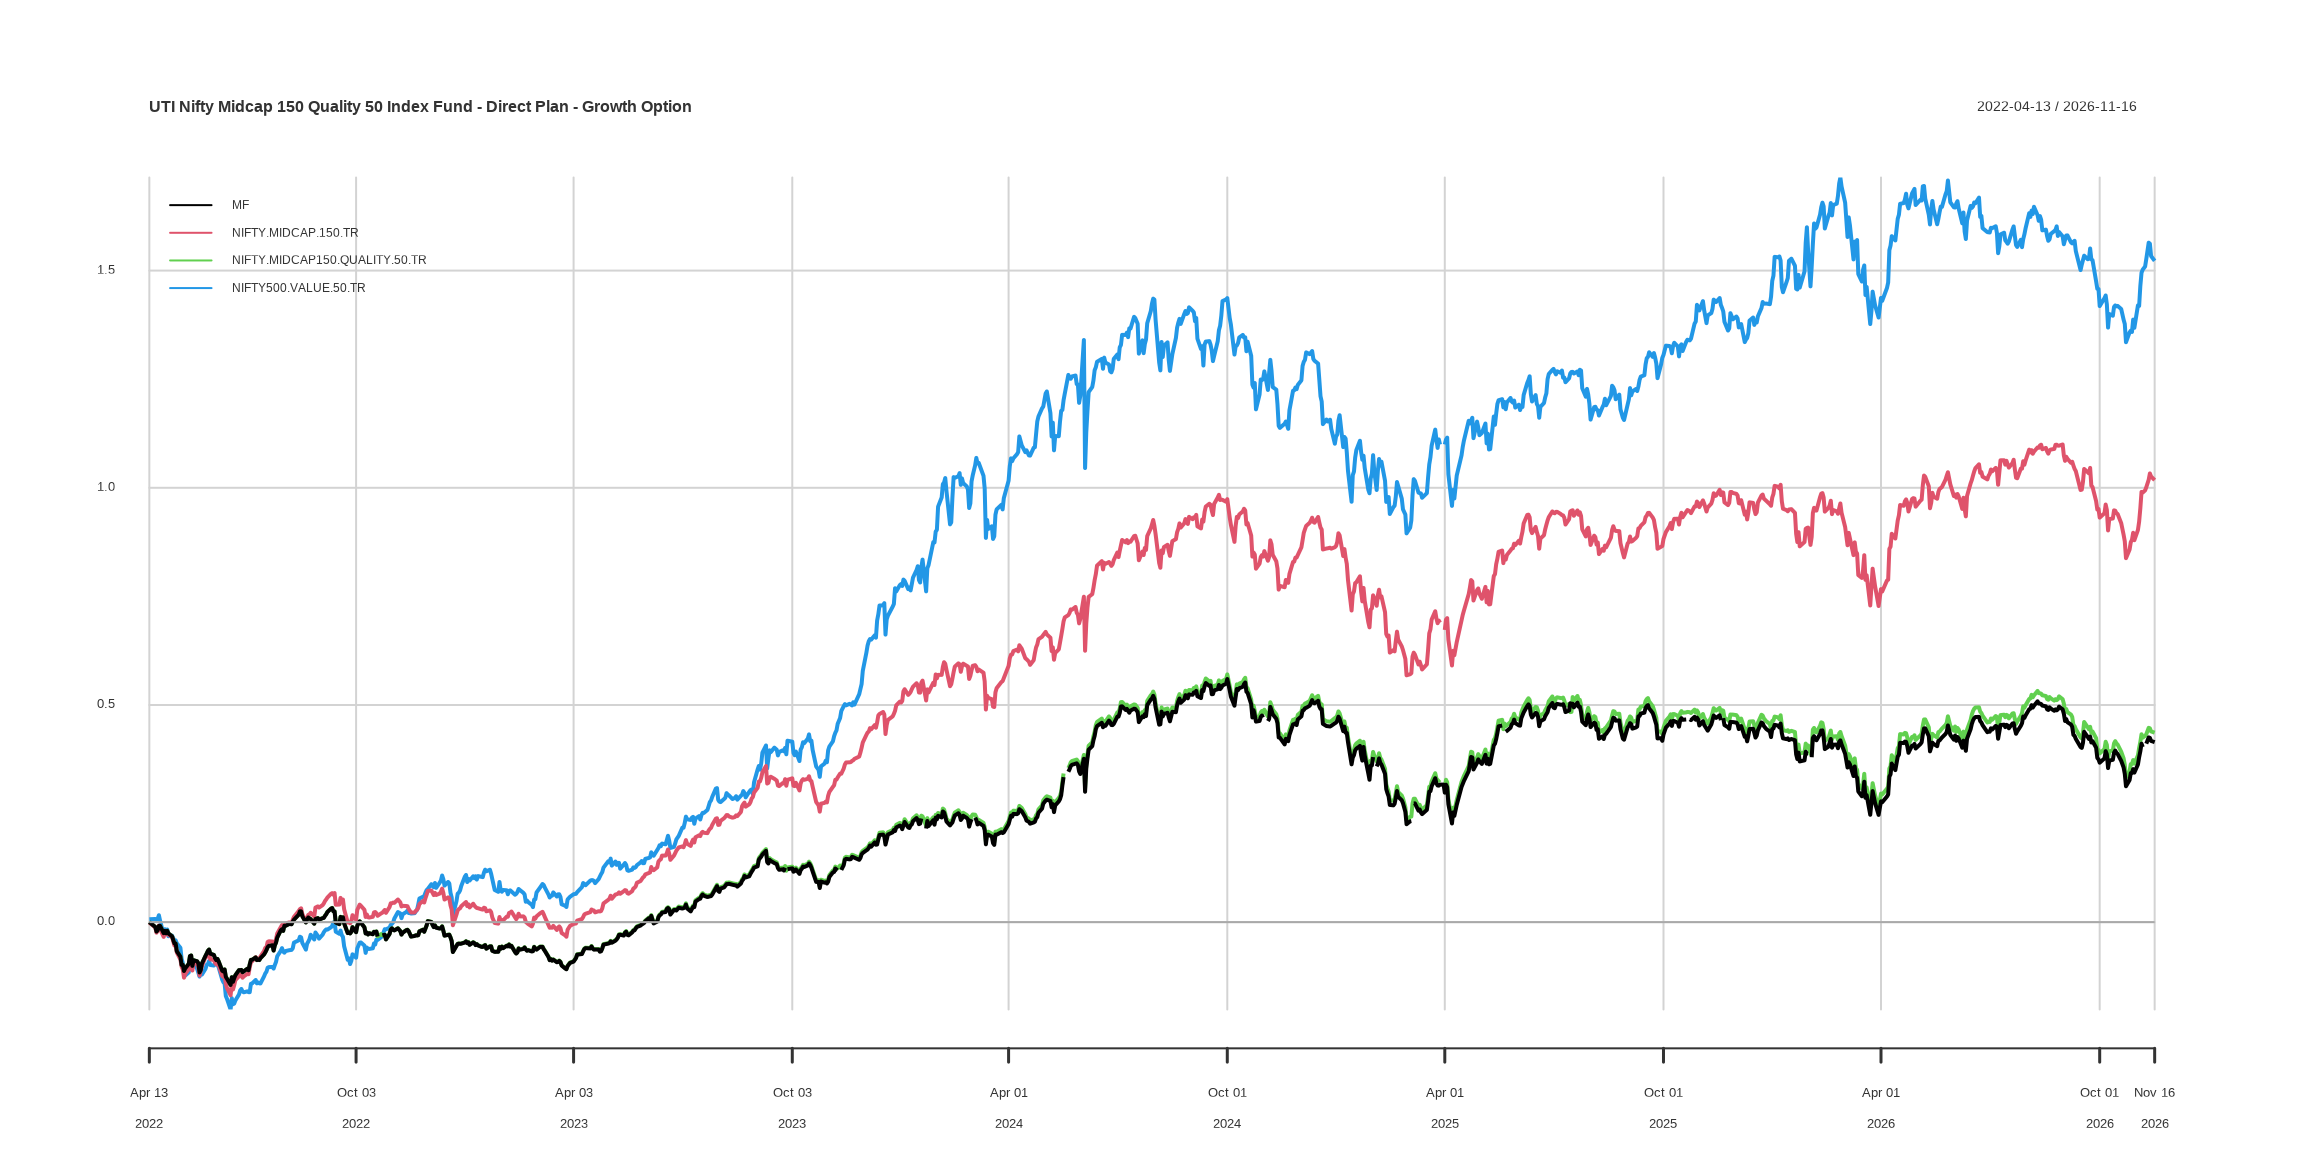 UTI Nifty Midcap 150 Quality 50 Index Fund - Direct Plan - Growth Option
2022-04-13 / 2026-11-16
MF
NIFTY.MIDCAP.150.TR
NIFTY.MIDCAP150.QUALITY.50.TR
NIFTY500.VALUE.50.TR
1.5
1.0
0.5
0.0
Apr 13 Oct 03 Apr 03 Oct 03 Apr 01 Oct 01 Apr 01 Oct 01 Apr 01 Oct 01 Nov 16
2022 2022 2023 2023 2024 2024 2025 2025 2026 2026 2026